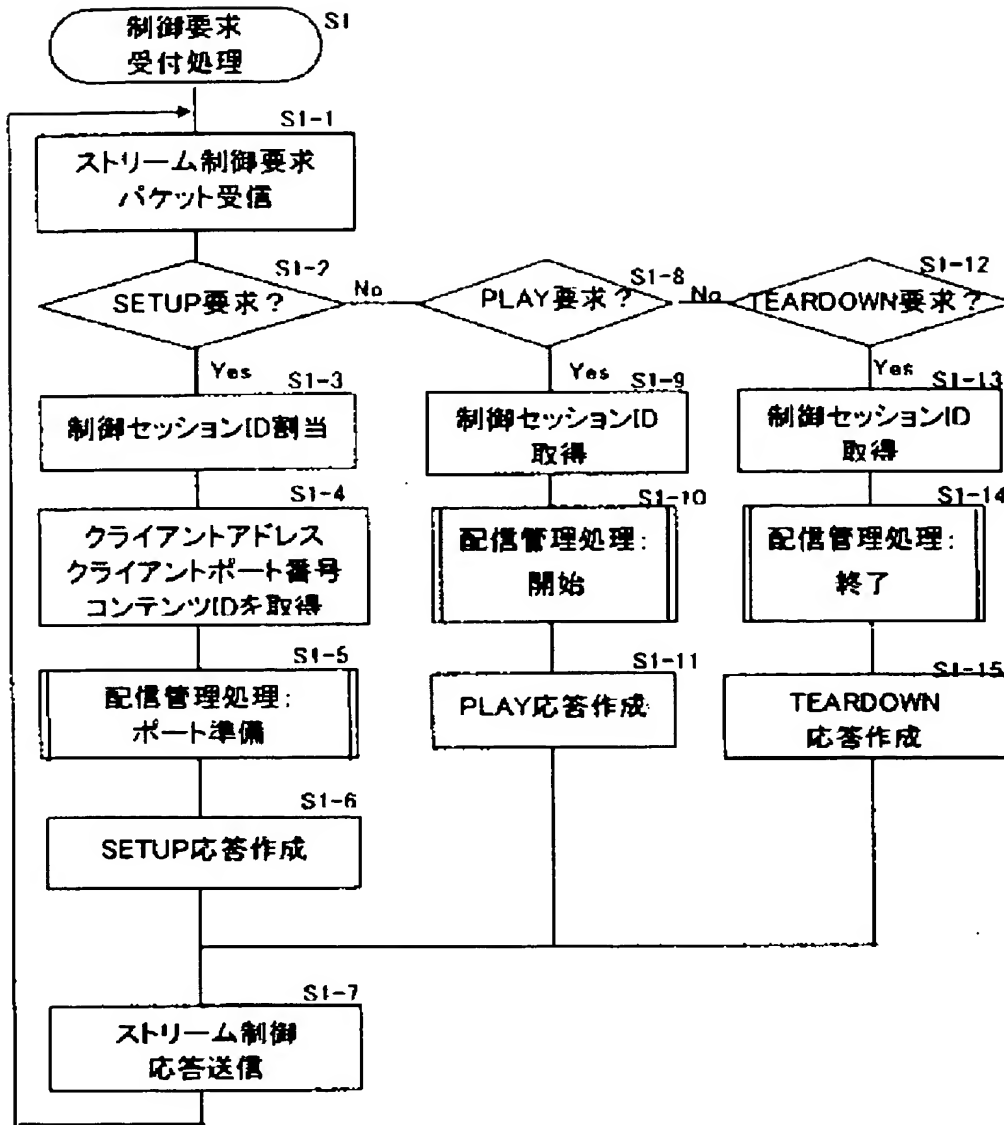 制御要求
受付処理
S1
S1-1
ストリーム制御要求
パケット受信
S1-2
SETUP要求？
No
S1-8
PLAY要求？
No
S1-12
TEARDOWN要求？
Yes
S1-3
制御セッションID割当
Yes
S1-9
制御セッションID
取得
Yes
S1-13
制御セッションID
取得
S1-4
クライアントアドレス
クライアントポート番号
コンテンツIDを取得
S1-10
配信管理処理:
開始
S1-14
配信管理処理:
終了
S1-5
配信管理処理:
ポート準備
S1-11
PLAY応答作成
S1-15
TEARDOWN
応答作成
S1-6
SETUP応答作成
S1-7
ストリーム制御
応答送信